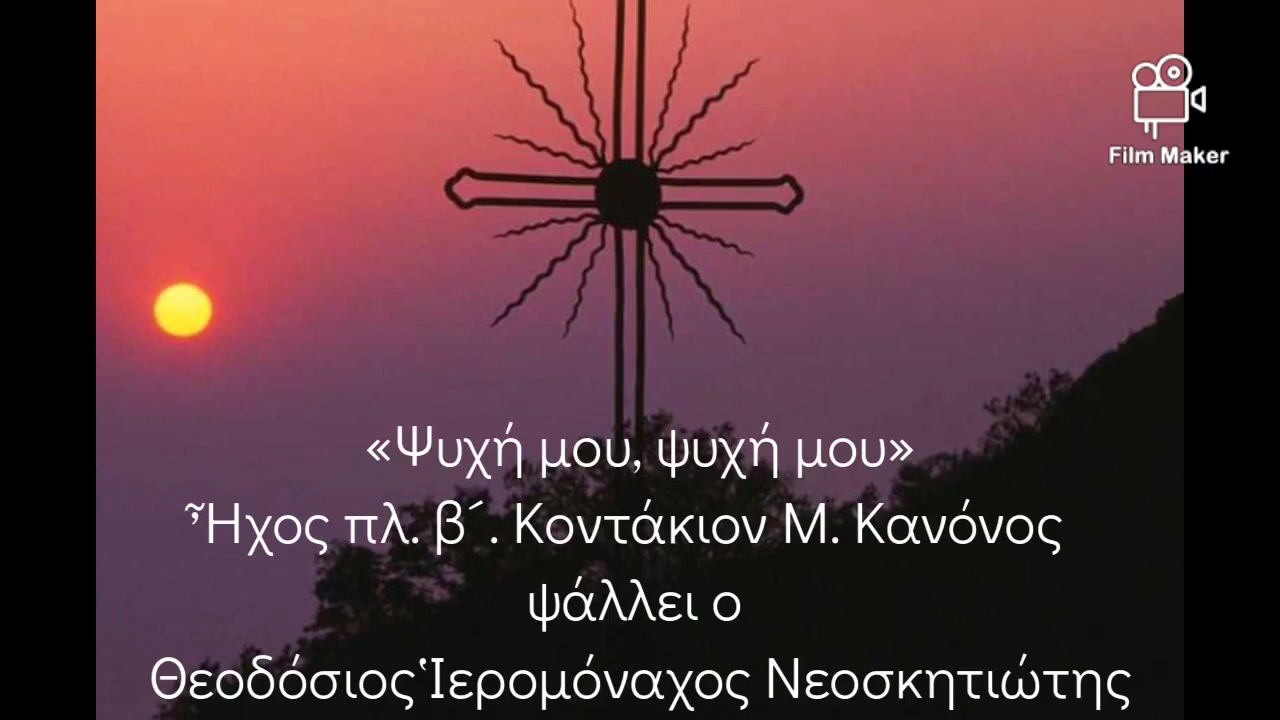 Film Maker
«Ψυχή μου, ψυχή μου»
Ἦχος πλ. β´. Κοντάκιον Μ. Κανόνος
ψάλλει ο
Θεοδόσιος Ἱερομόναχος Νεοσκητιώτης